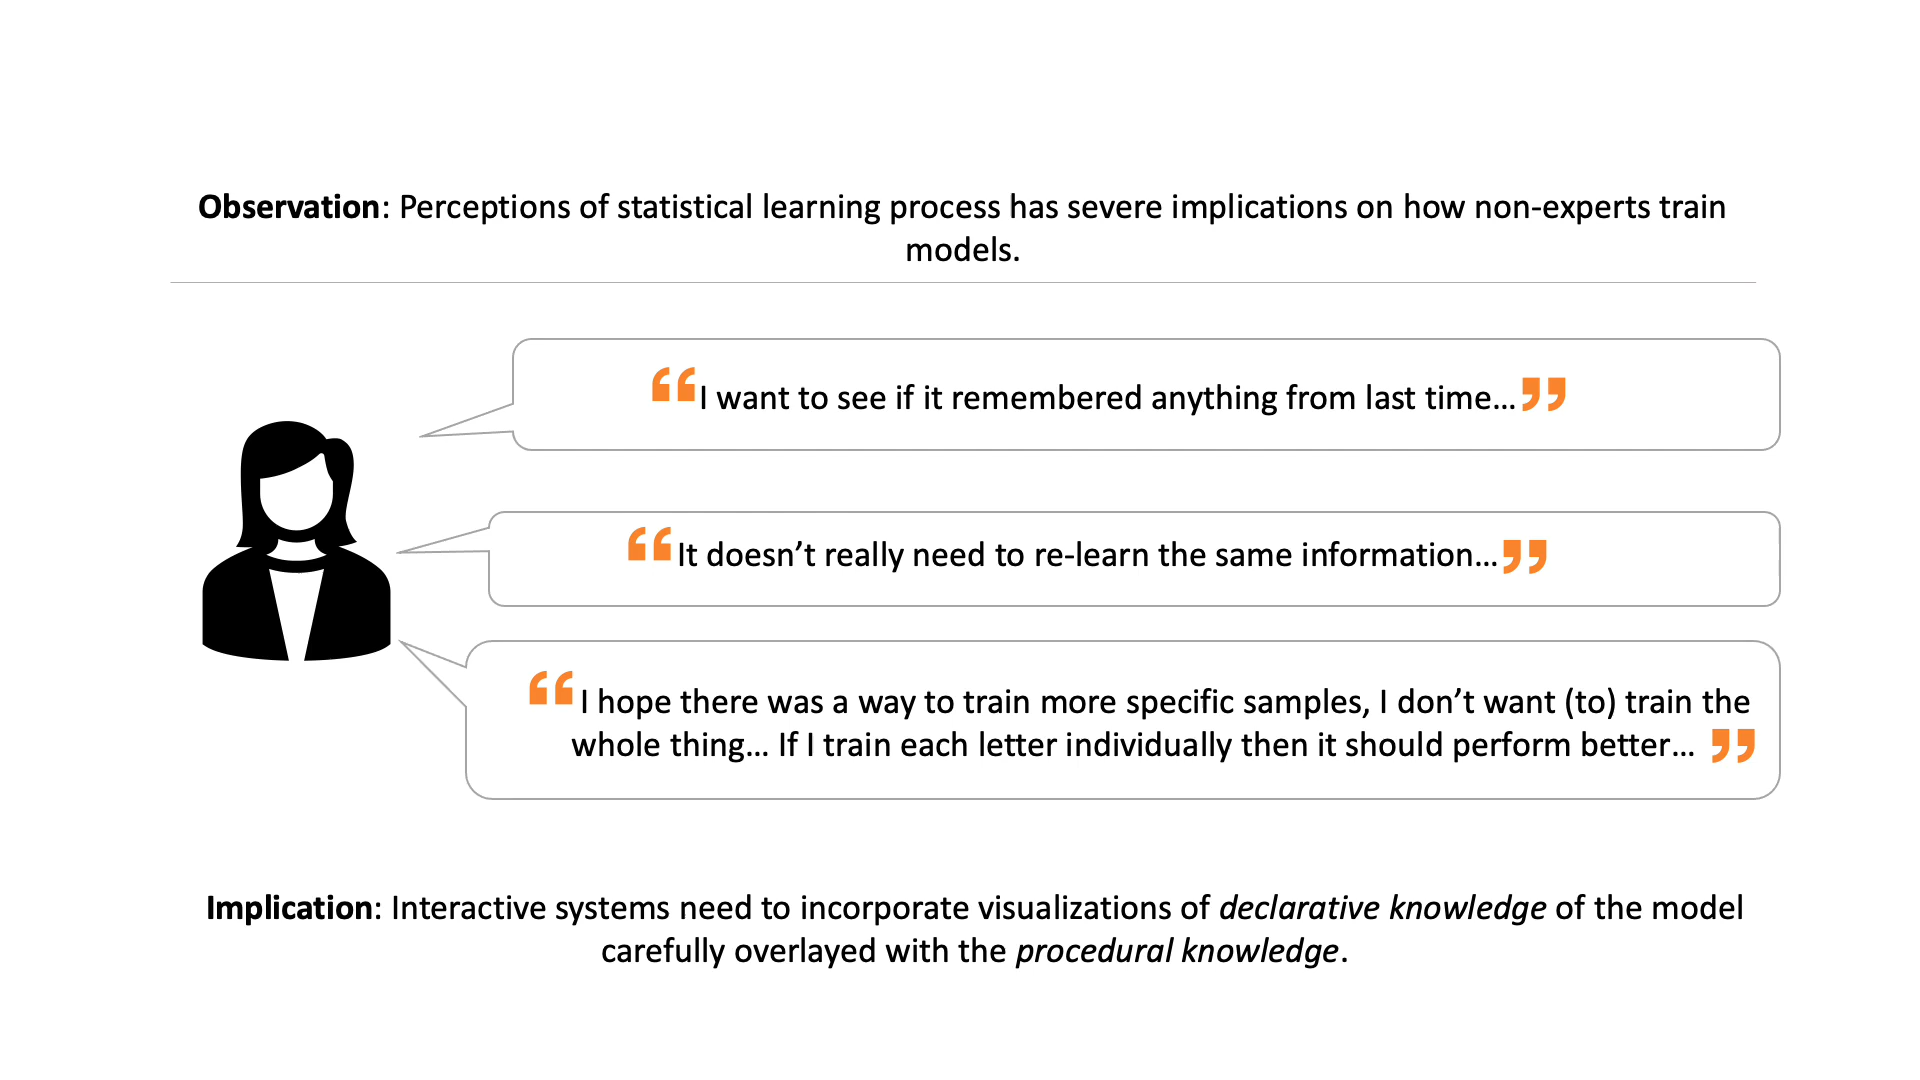 Observation: Perceptions of statistical learning process has severe implications on how non-experts train
models.
“I want to see if it remembered anything from last time…”
“It doesn’t really need to re-learn the same information…”
“I hope there was a way to train more specific samples, I don’t want (to) train the
whole thing… If I train each letter individually then it should perform better… ”
Implication: Interactive systems need to incorporate visualizations of declarative knowledge of the model
carefully overlayed with the procedural knowledge.